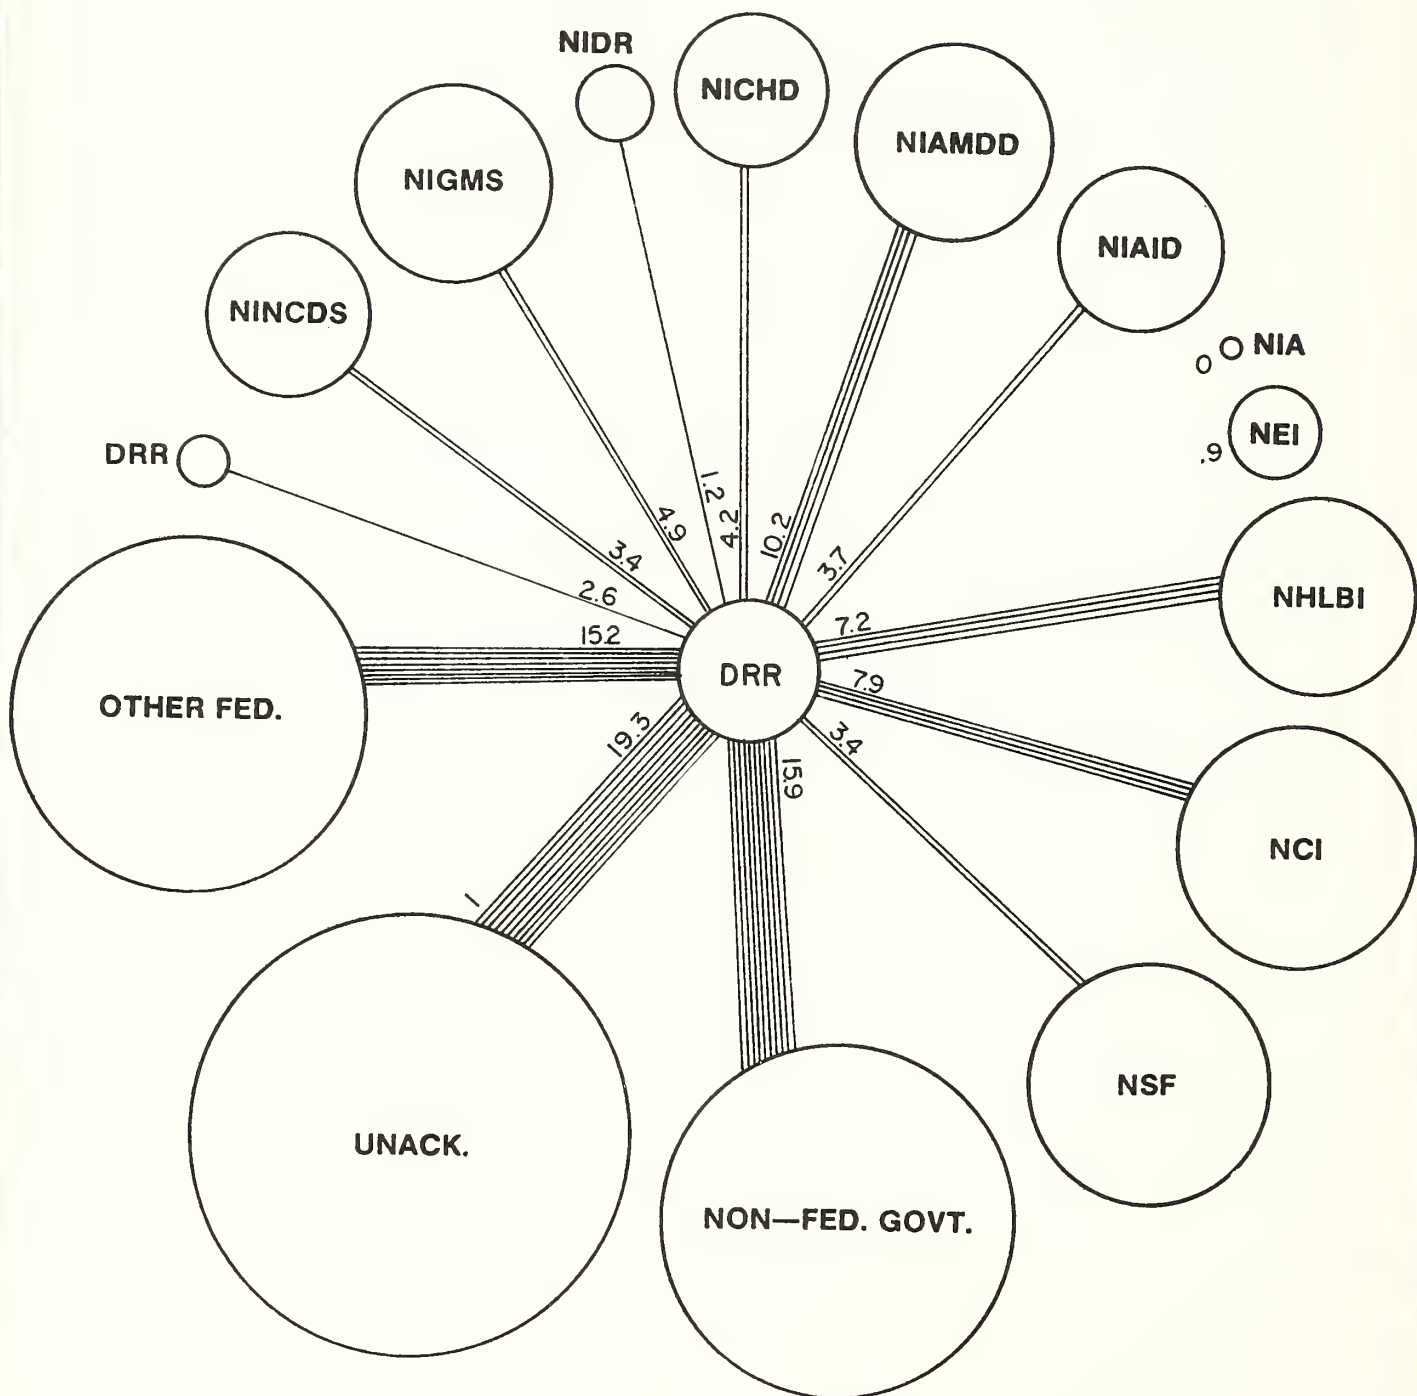 NIDR
NICHD
NIAMDD
NIGMS
NIAID
NINCDS
NIA
0
NEI
.9
DRR
1.2
4.2
10.2
4.9
3.4
3.7
2.6
NHLBI
7.2
15.2
DRR
7.9
OTHER FED.
19.3
3.4
15.9
NCI
1
NSF
UNACK.
NON—FED. GOVT.